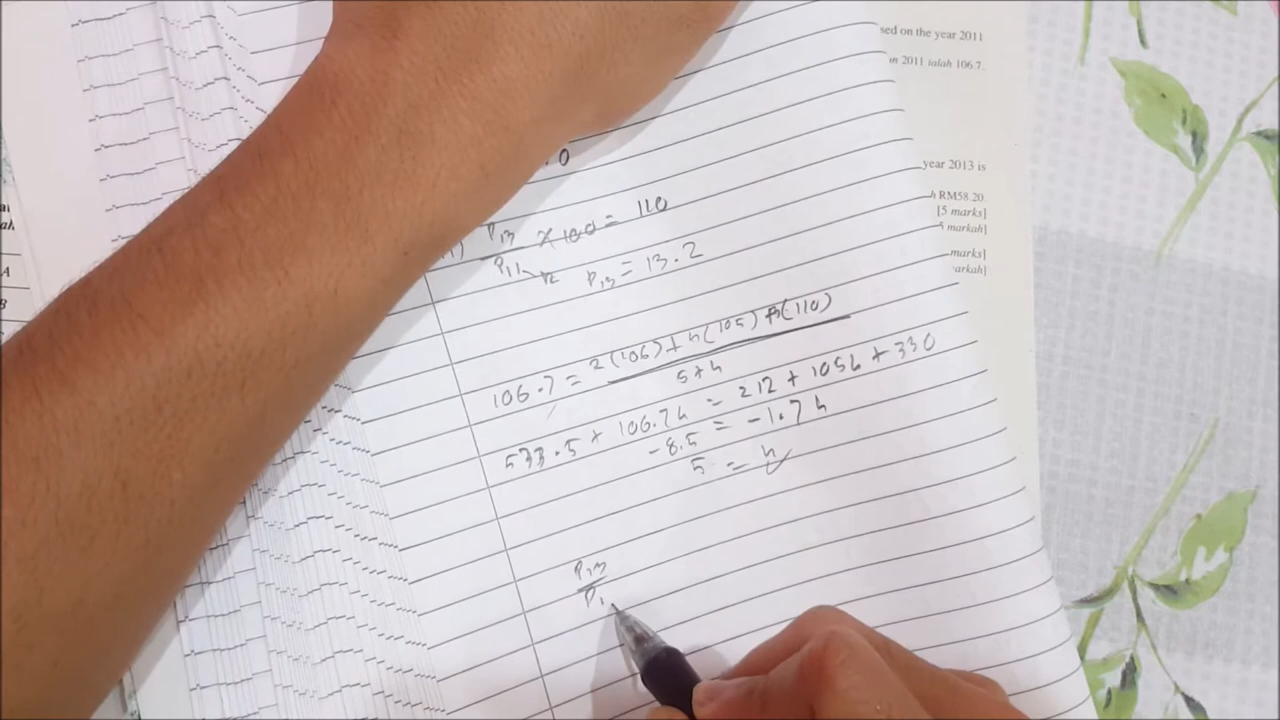 sed on the year 2011
in 2011 ialah 106.7.
year 2013 is
h RM58.20.
[5 marks]
markah]
marks]
arkah]
A
B
. 0
P13 / P11 × 100 = 110
P13 = 13.2
106.7 = 2(106) + h(105) + 3(110) / 5 + h
533.5 + 106.7h = 212 + 105h + 330
-8.5 = -1.7h
5 = h
P13 / P1